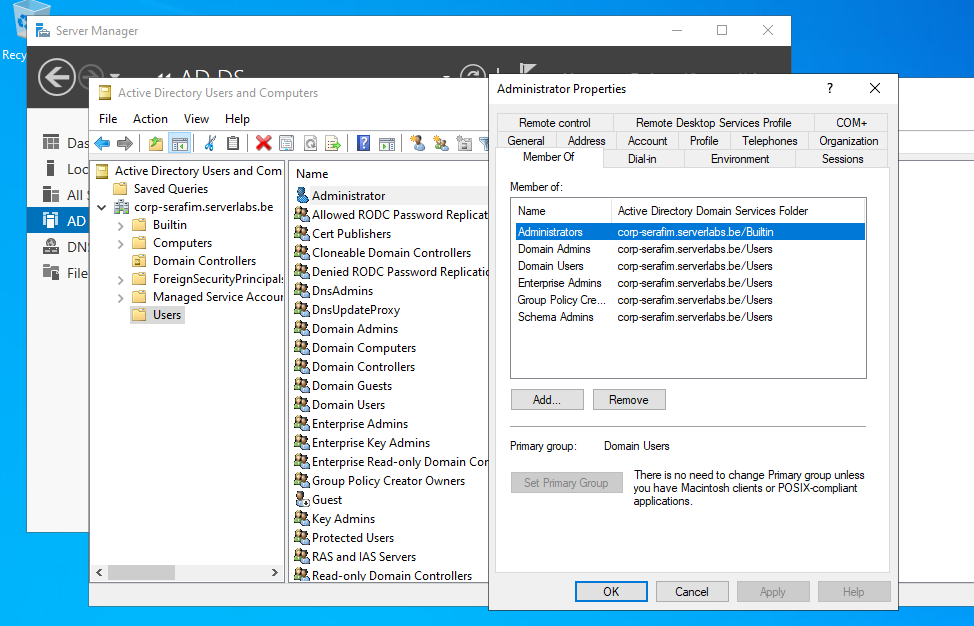 Recy
Server Manager
AD DS
Das
Loc
All S
AD
DNS
File
Active Directory Users and Computers
File Action View Help
Active Directory Users and Com
Saved Queries
corp-serafim.serverlabs.be
Builtin
Computers
Domain Controllers
ForeignSecurityPrincipals
Managed Service Accour
Users
Name
Administrator
Allowed RODC Password Replicat
Cert Publishers
Cloneable Domain Controllers
Denied RODC Password Replicatio
DnsAdmins
DnsUpdateProxy
Domain Admins
Domain Computers
Domain Controllers
Domain Guests
Domain Users
Enterprise Admins
Enterprise Key Admins
Enterprise Read-only Domain Cor
Group Policy Creator Owners
Guest
Key Admins
Protected Users
RAS and IAS Servers
Read-only Domain Controllers
Administrator Properties
Remote control Remote Desktop Services Profile COM+
General Address Account Profile Telephones Organization
Member Of Dial-in Environment Sessions
Member of:
Name Active Directory Domain Services Folder
Administrators corp-serafim.serverlabs.be/Builtin
Domain Admins corp-serafim.serverlabs.be/Users
Domain Users corp-serafim.serverlabs.be/Users
Enterprise Admins corp-serafim.serverlabs.be/Users
Group Policy Cre... corp-serafim.serverlabs.be/Users
Schema Admins corp-serafim.serverlabs.be/Users
Add... Remove
Primary group: Domain Users
Set Primary Group
There is no need to change Primary group unless
you have Macintosh clients or POSIX-compliant
applications.
OK Cancel Apply Help